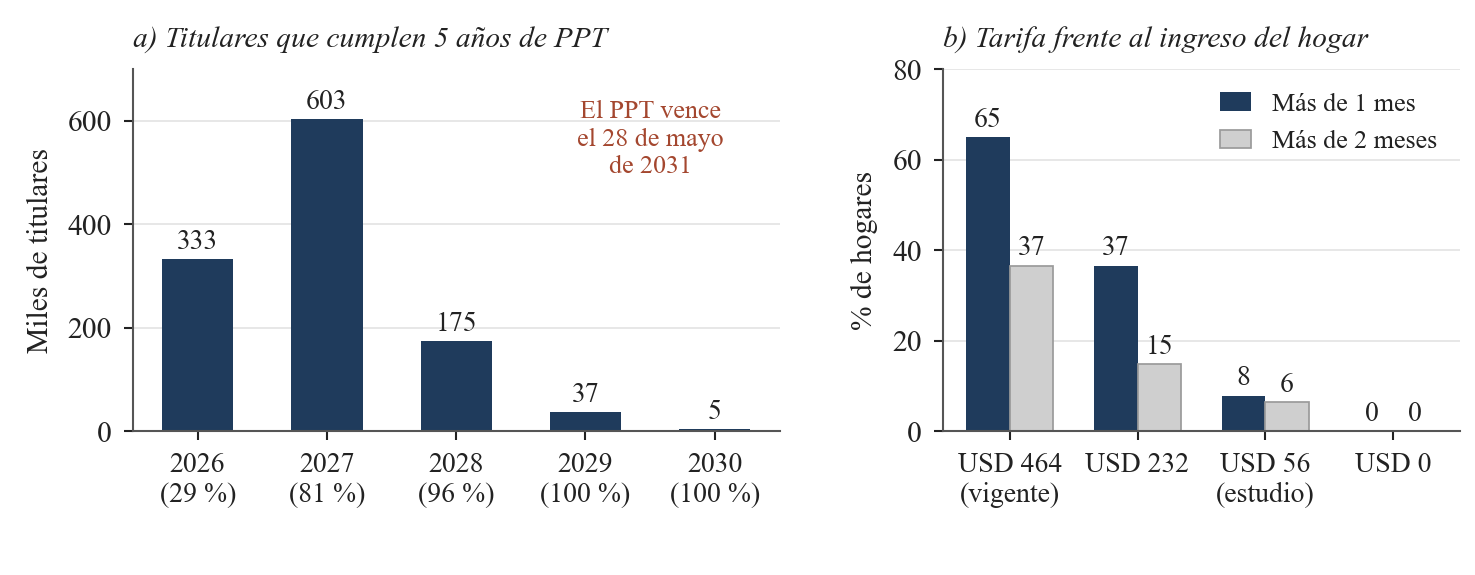 a) Titulares que cumplen 5 años de PPT
Miles de titulares
600
400
200
0
333
603
175
37
5
El PPT vence
el 28 de mayo
de 2031
2026
(29 %)
2027
(81 %)
2028
(96 %)
2029
(100 %)
2030
(100 %)
b) Tarifa frente al ingreso del hogar
% de hogares
80
60
40
20
0
Más de 1 mes
Más de 2 meses
65
37
37
15
8
6
0
0
USD 464
(vigente)
USD 232
USD 56
(estudio)
USD 0